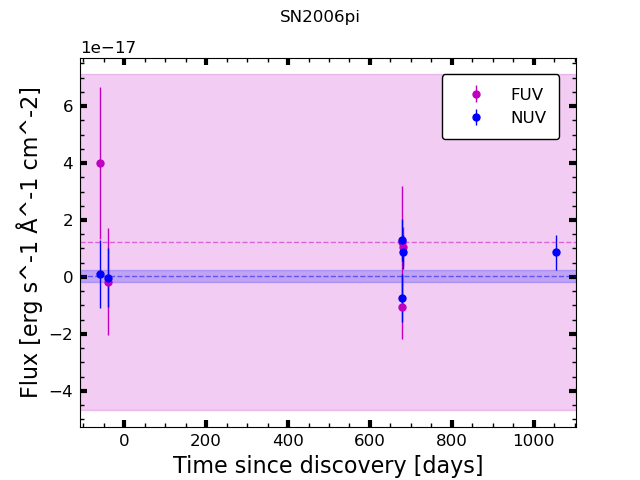 SN2006pi
1e−17
FUV
NUV
6
4
2
0
−2
−4
Flux [erg s^-1 Å^-1 cm^-2]
0 200 400 600 800 1000
Time since discovery [days]